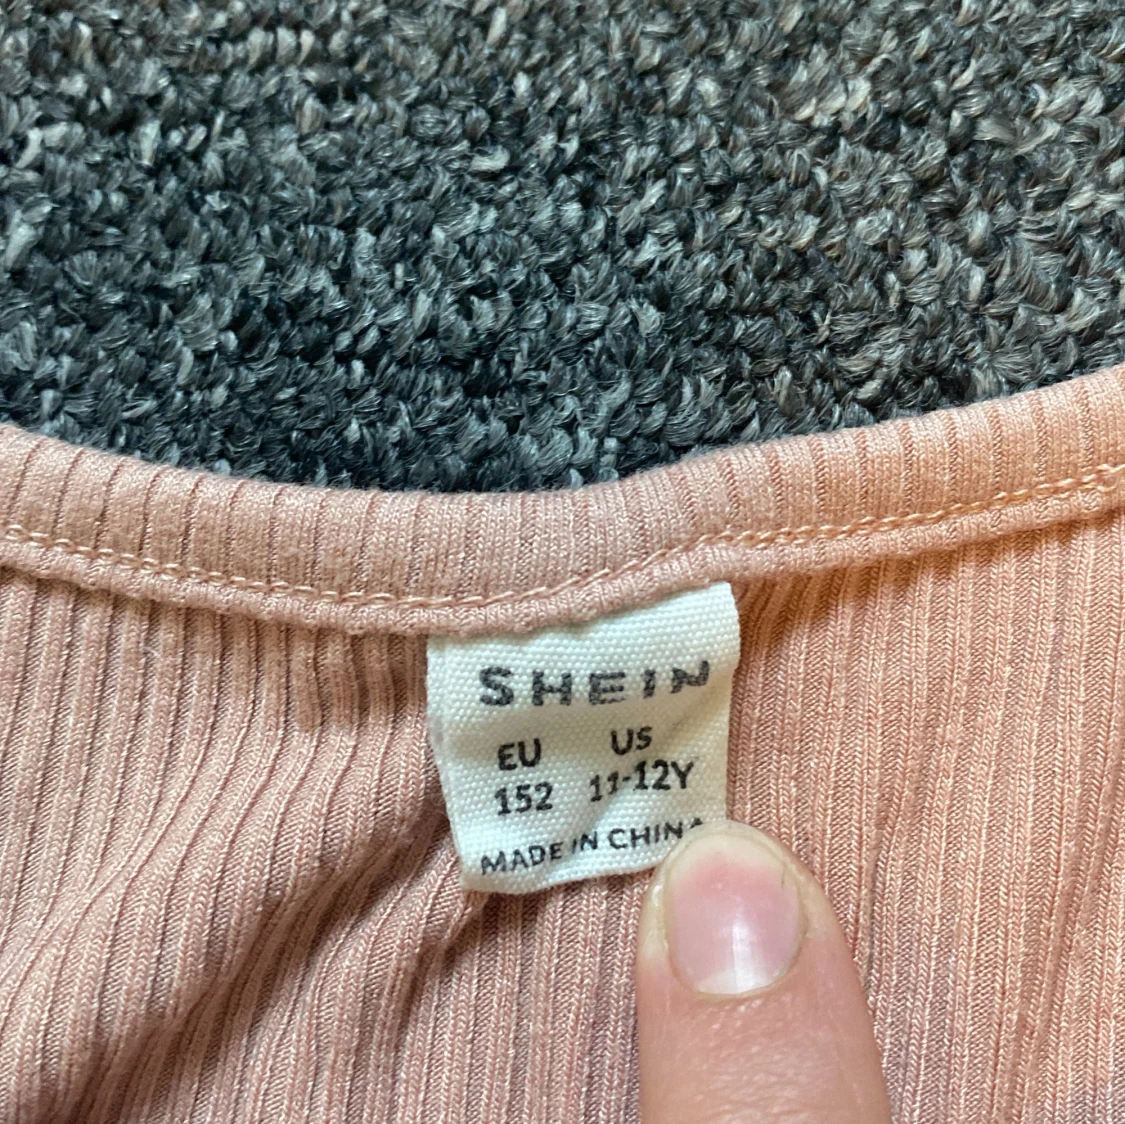 SHEIN
EU US
152 11-12Y
MADE IN CHINA